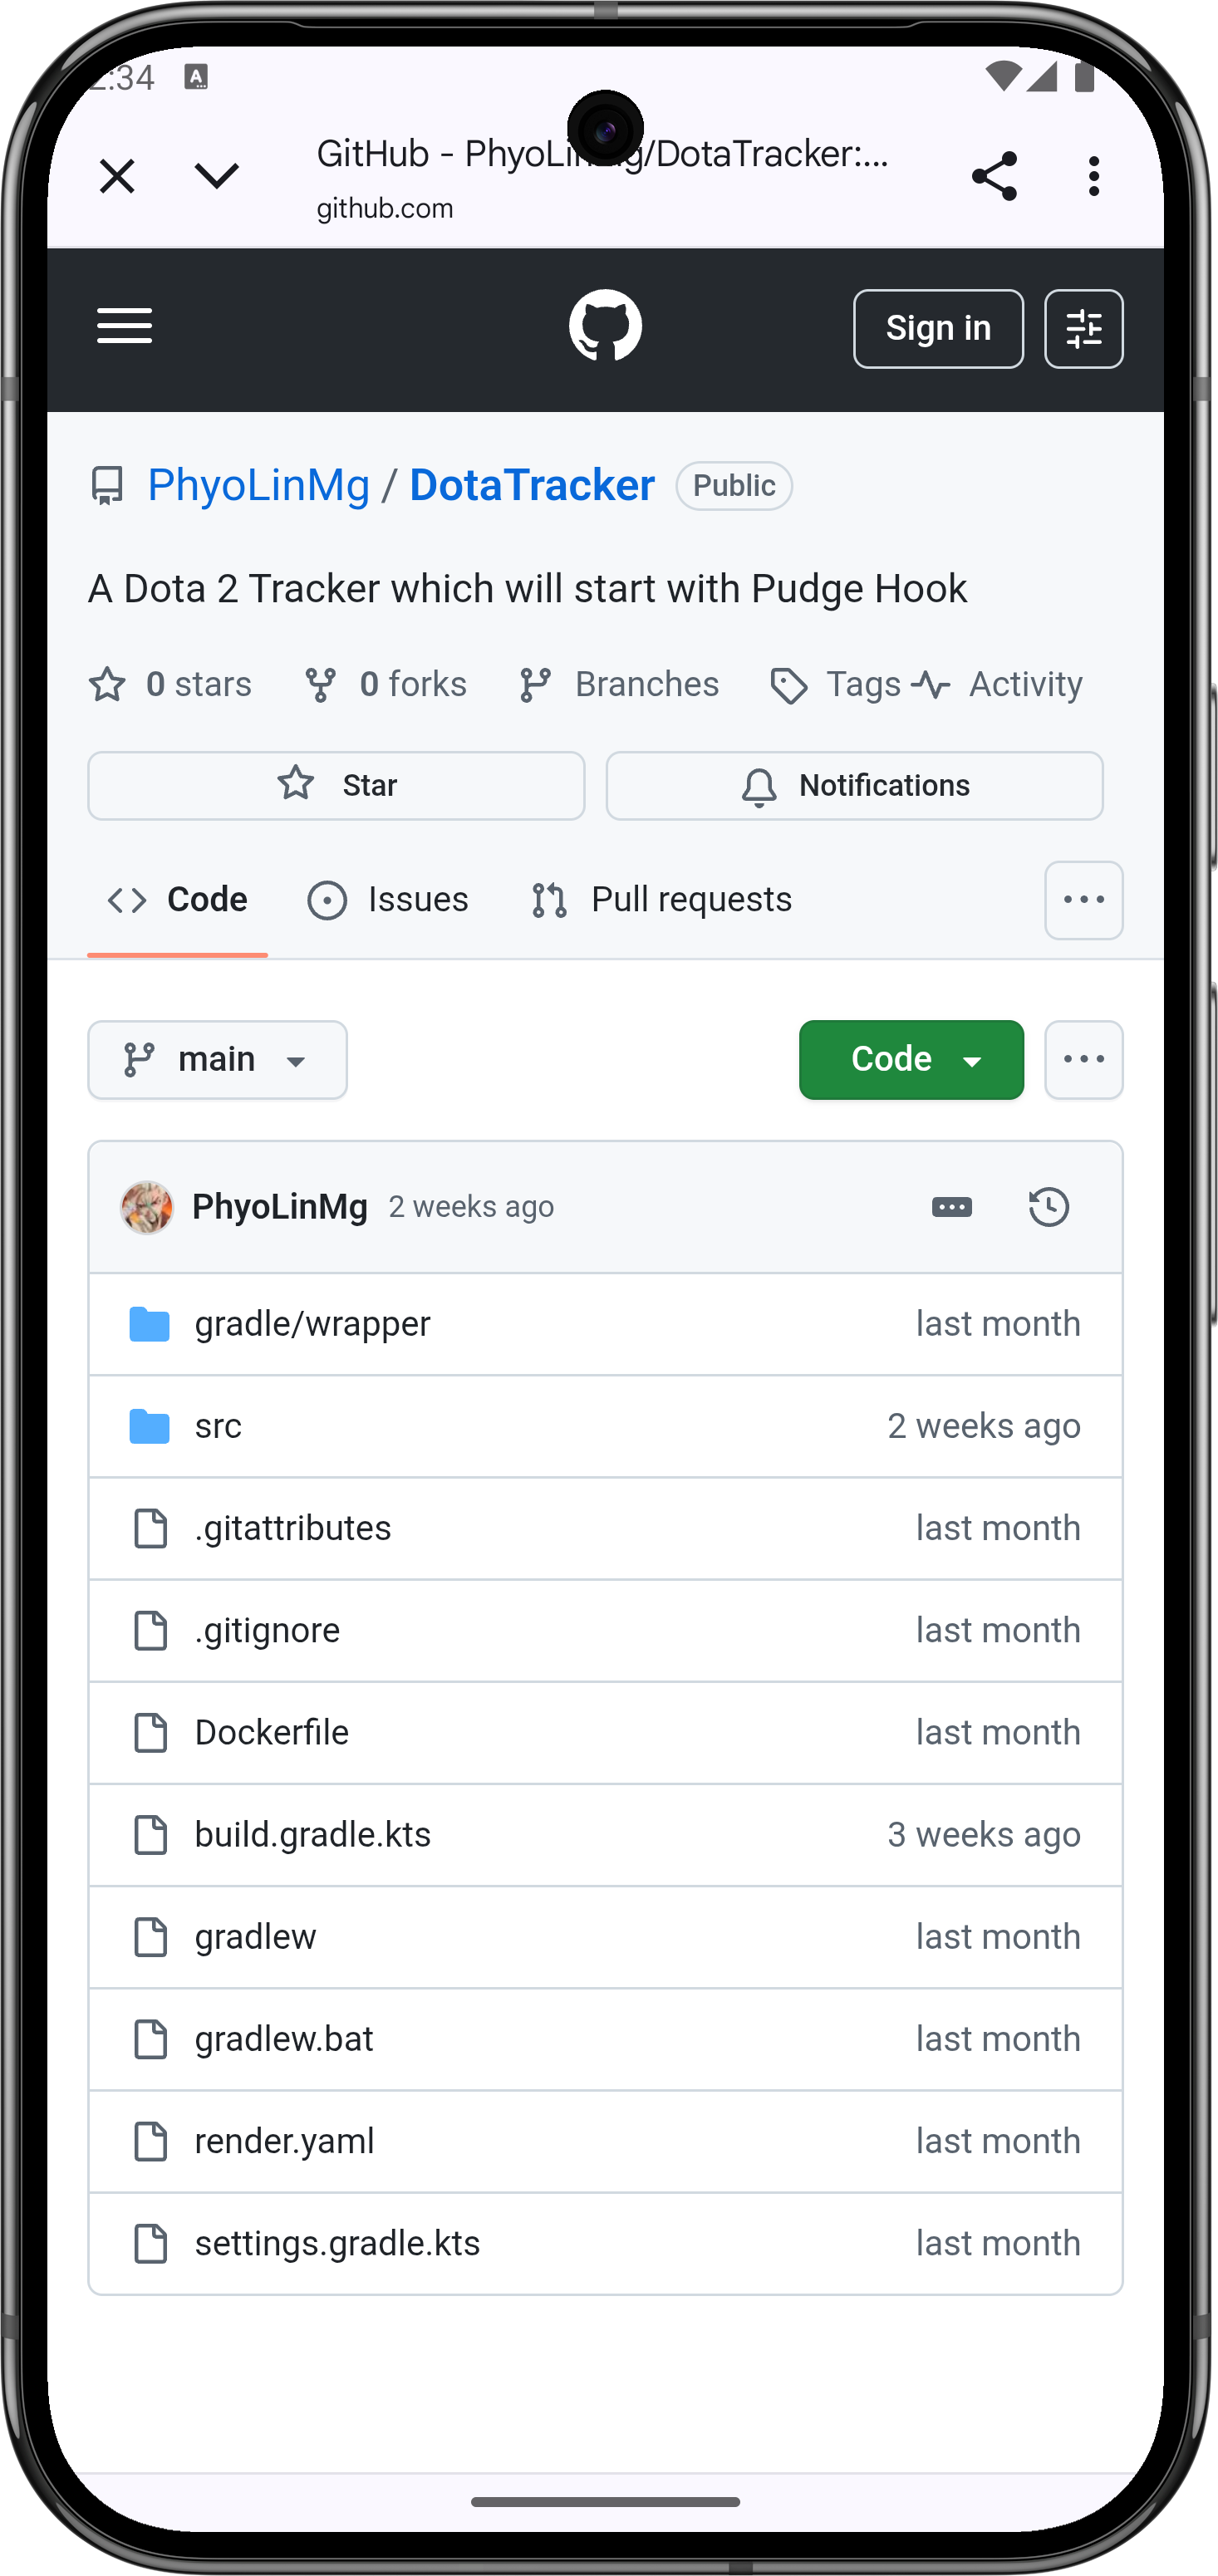 :34 A
GitHub - PhyoLinMg/DotaTracker:...
github.com
Sign in
PhyoLinMg / DotaTracker Public
A Dota 2 Tracker which will start with Pudge Hook
0 stars 0 forks Branches Tags Activity
Star Notifications
Code Issues Pull requests
main Code
PhyoLinMg 2 weeks ago
gradle/wrapper last month
src 2 weeks ago
.gitattributes last month
.gitignore last month
Dockerfile last month
build.gradle.kts 3 weeks ago
gradlew last month
gradlew.bat last month
render.yaml last month
settings.gradle.kts last month